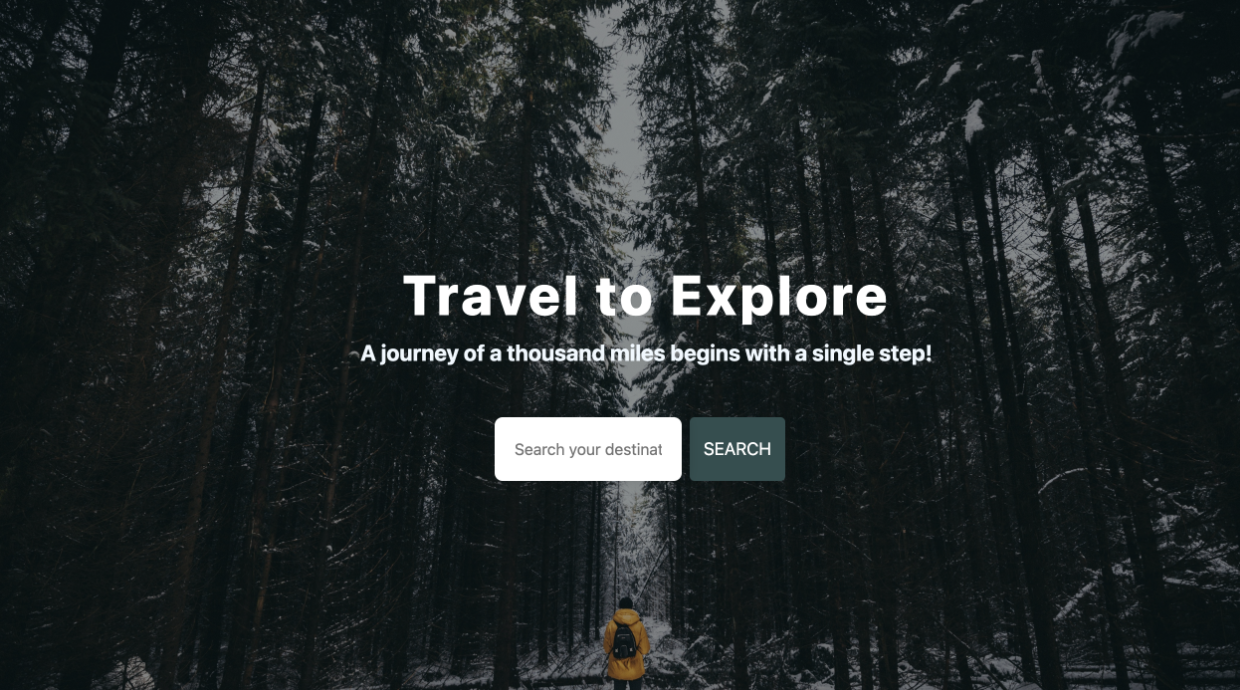 Travel to Explore
A journey of a thousand miles begins with a single step!
Search your destinat SEARCH